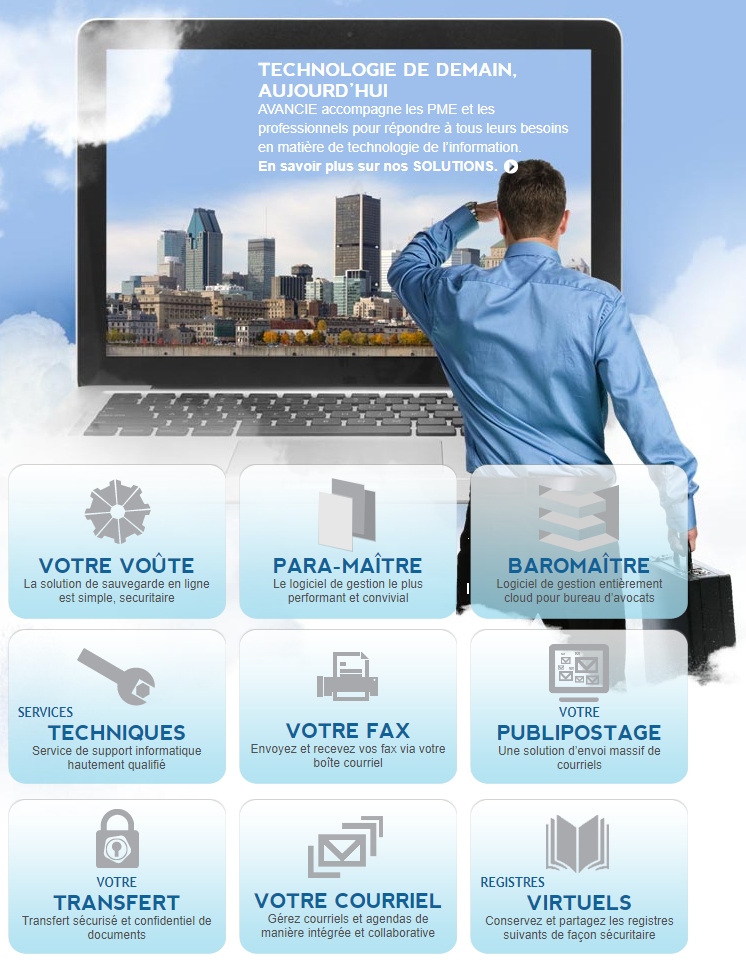 TECHNOLOGIE DE DEMAIN,
AUJOURD'HUI
AVANCIE accompagne les PME et les
professionnels pour répondre à tous leurs besoins
en matière de technologie de l'information.
En savoir plus sur nos SOLUTIONS.
VOTRE VOÛTE
La solution de sauvegarde en ligne
est simple, securitaire
PARA-MAÎTRE
Le logiciel de gestion le plus
performant et convivial
BAROMAÎTRE
Logiciel de gestion entièrement
cloud pour bureau d'avocats
SERVICES
TECHNIQUES
Service de support informatique
hautement qualifié
VOTRE FAX
Envoyez et recevez vos fax via votre
boîte courriel
VOTRE
PUBLIPOSTAGE
Une solution d'envoi massif de
courriels
VOTRE
TRANSFERT
Transfert sécurisé et confidentiel de
documents
VOTRE COURRIEL
Gérez courriels et agendas de
manière intégrée et collaborative
REGISTRES
VIRTUELS
Conservez et partagez les registres
suivants de façon sécuritaire